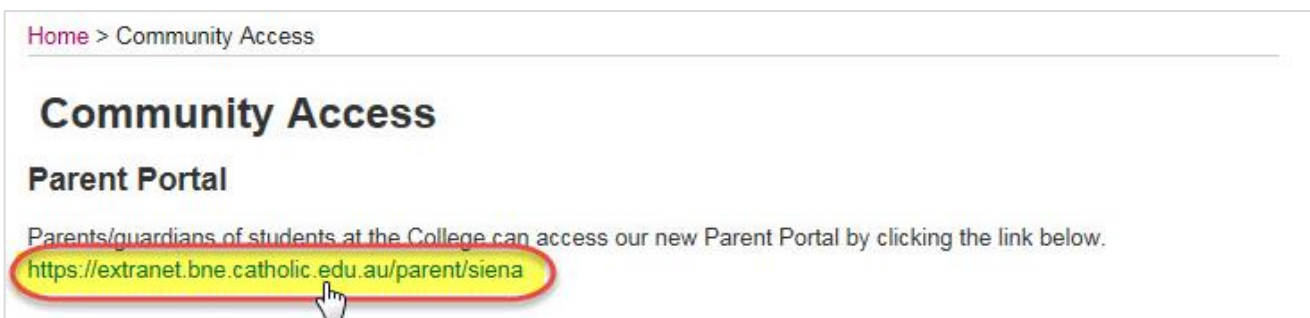 Home > Community Access
Community Access
Parent Portal
Parents/guardians of students at the College can access our new Parent Portal by clicking the link below.
https://extranet.bne.catholic.edu.au/parent/siena